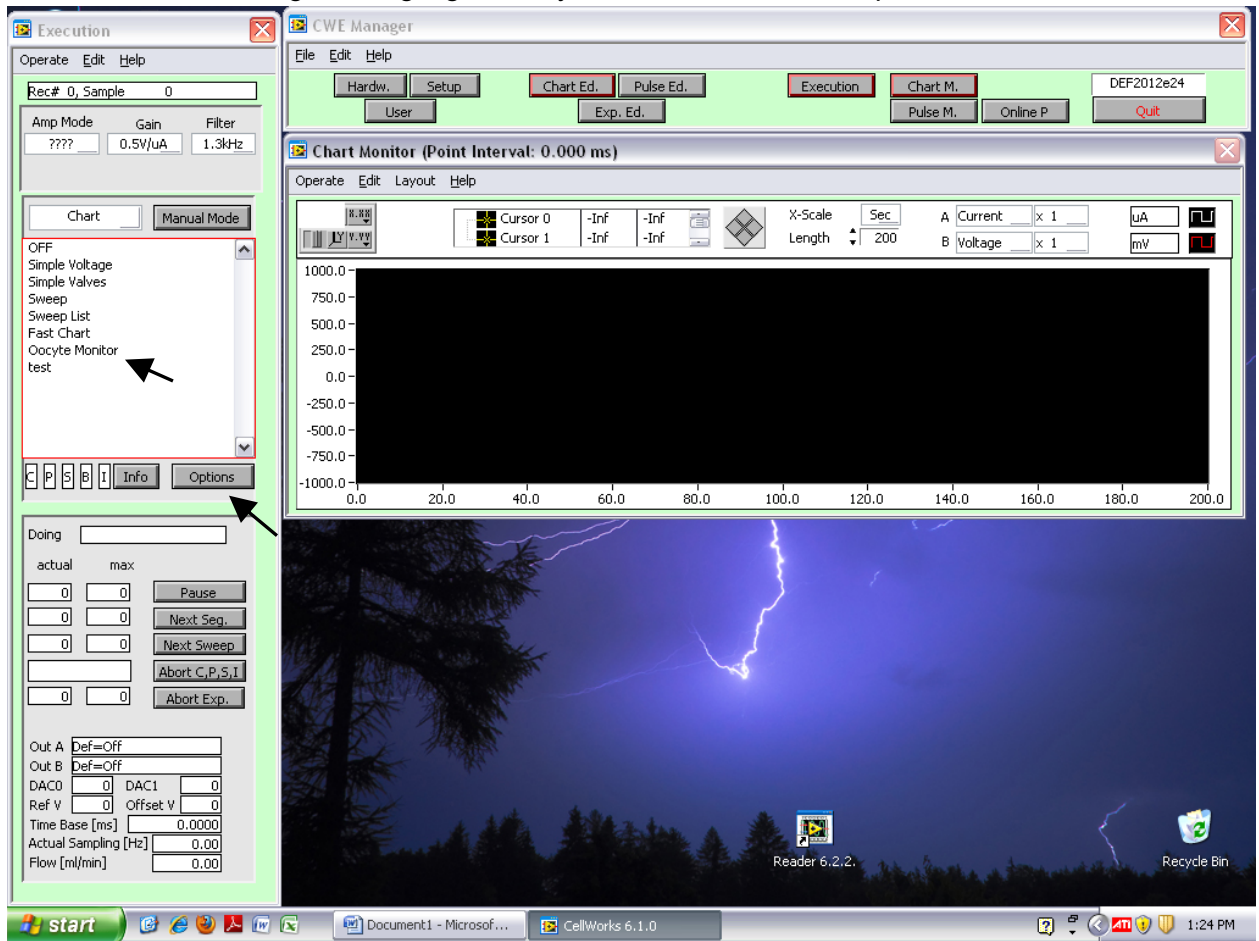 Execution
Operate Edit Help
Rec# 0, Sample 0
Amp Mode Gain Filter
???? 0.5V/uA 1.3kHz
Chart Manual Mode
OFF
Simple Voltage
Simple Valves
Sweep
Sweep List
Fast Chart
Oocyte Monitor
test
C P S B I Info Options
Doing
actual max
0 0 Pause
0 0 Next Seg.
0 0 Next Sweep
Abort C,P,S,I
0 0 Abort Exp.
Out A Def=Off
Out B Def=Off
DAC0 0 DAC1 0
Ref V 0 Offset V 0
Time Base [ms] 0.0000
Actual Sampling [Hz] 0.00
Flow [ml/min] 0.00
CWE Manager
File Edit Help
Hardw. Setup Chart Ed. Pulse Ed. Execution Chart M. DEF2012e24
User Exp. Ed. Pulse M. Online P Quit
Chart Monitor (Point Interval: 0.000 ms)
Operate Edit Layout Help
X.XX Cursor 0 -Inf -Inf X-Scale Sec A Current x 1 uA
Y.YY Cursor 1 -Inf -Inf Length 200 B Voltage x 1 mV
1000.0
750.0
500.0
250.0
0.0
-250.0
-500.0
-750.0
-1000.0
0.0 20.0 40.0 60.0 80.0 100.0 120.0 140.0 160.0 180.0 200.0
Reader 6.2.2.
Recycle Bin
start Document1 - Microsof... CellWorks 6.1.0 ATI 1:24 PM